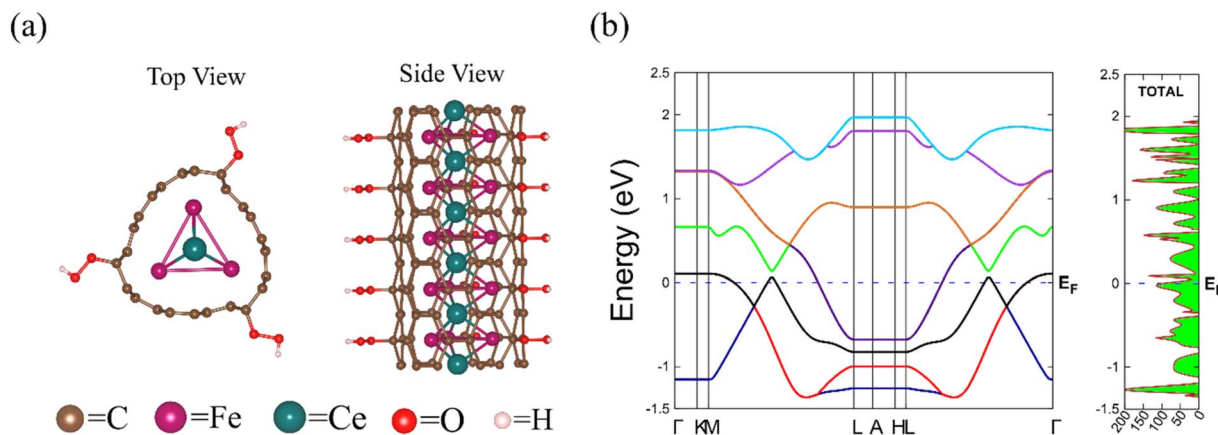 (a)
Top View
Side View
=C
=Fe
=Ce
=O
=H
(b)
Energy (eV)
2.5
2
1
0
-1
-1.5
Γ K M L A H L Γ
E_F
TOTAL
2.5
2
1
0
-1
-1.5
200 150 100 50 0